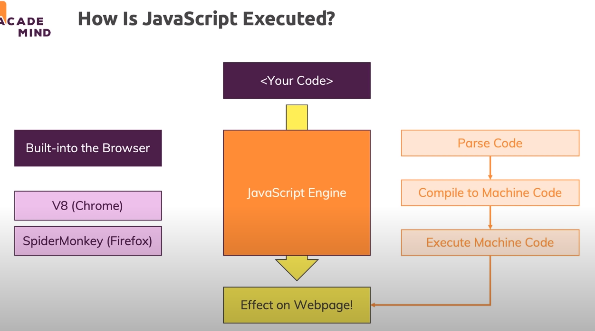 ACADE
MIND
How Is JavaScript Executed?
<Your Code>
Built-into the Browser
V8 (Chrome)
SpiderMonkey (Firefox)
JavaScript Engine
Parse Code
Compile to Machine Code
Execute Machine Code
Effect on Webpage!